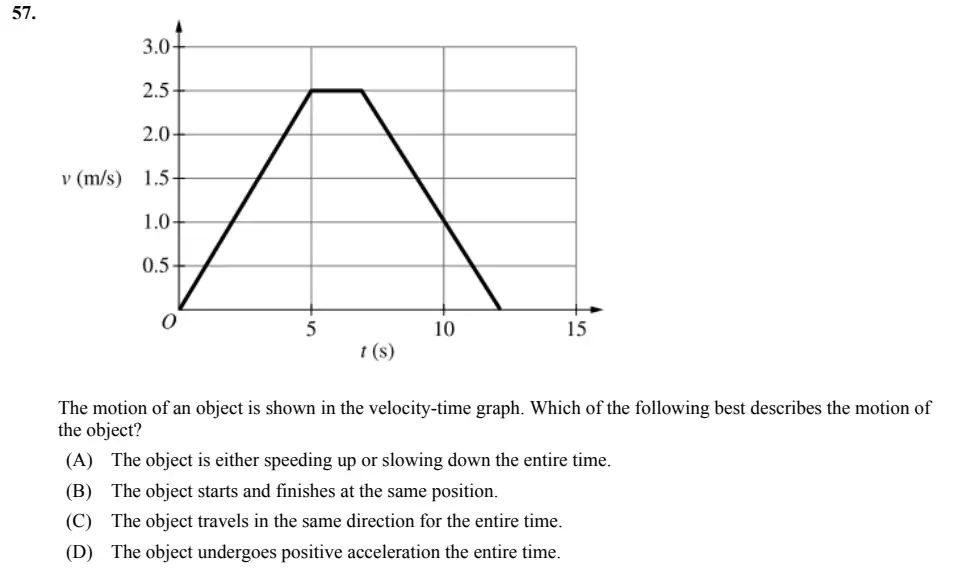 57.
3.0
2.5
2.0
v (m/s) 1.5
1.0
0.5
O
5 10 15
t (s)
The motion of an object is shown in the velocity-time graph. Which of the following best describes the motion of
the object?
(A) The object is either speeding up or slowing down the entire time.
(B) The object starts and finishes at the same position.
(C) The object travels in the same direction for the entire time.
(D) The object undergoes positive acceleration the entire time.